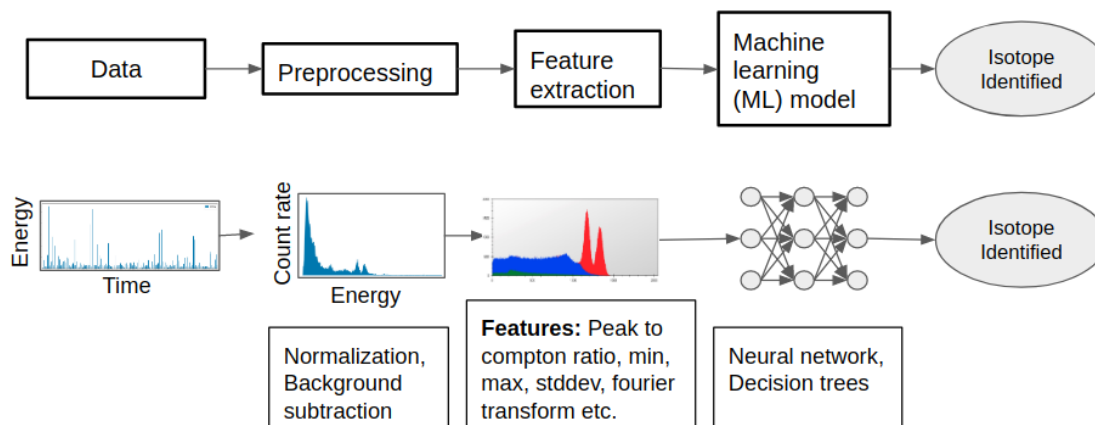 Data
Preprocessing
Feature
extraction
Machine
learning
(ML) model
Isotope
Identified
Energy
Time
Count rate
Energy
Isotope
Identified
Normalization,
Background
subtraction
Features: Peak to
compton ratio, min,
max, stddev, fourier
transform etc.
Neural network,
Decision trees